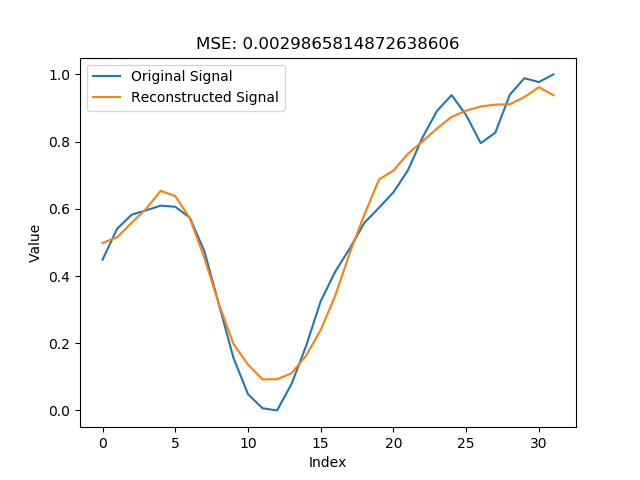 MSE: 0.0029865814872638606
Original Signal
Reconstructed Signal
1.0
0.8
0.6
0.4
0.2
0.0
Value
0 5 10 15 20 25 30
Index